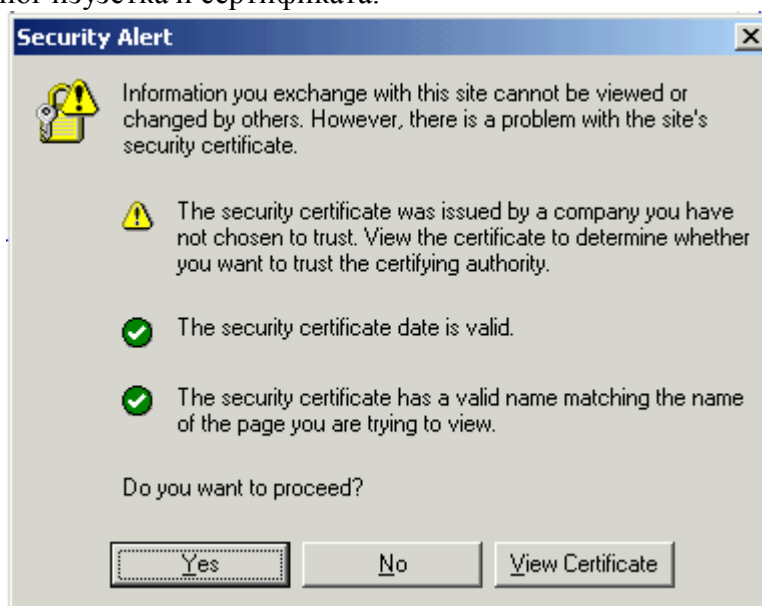 сертификата.
Security Alert
Information you exchange with this site cannot be viewed or
changed by others. However, there is a problem with the site's
security certificate.
The security certificate was issued by a company you have
not chosen to trust. View the certificate to determine whether
you want to trust the certifying authority.
The security certificate date is valid.
The security certificate has a valid name matching the name
of the page you are trying to view.
Do you want to proceed?
Yes No View Certificate